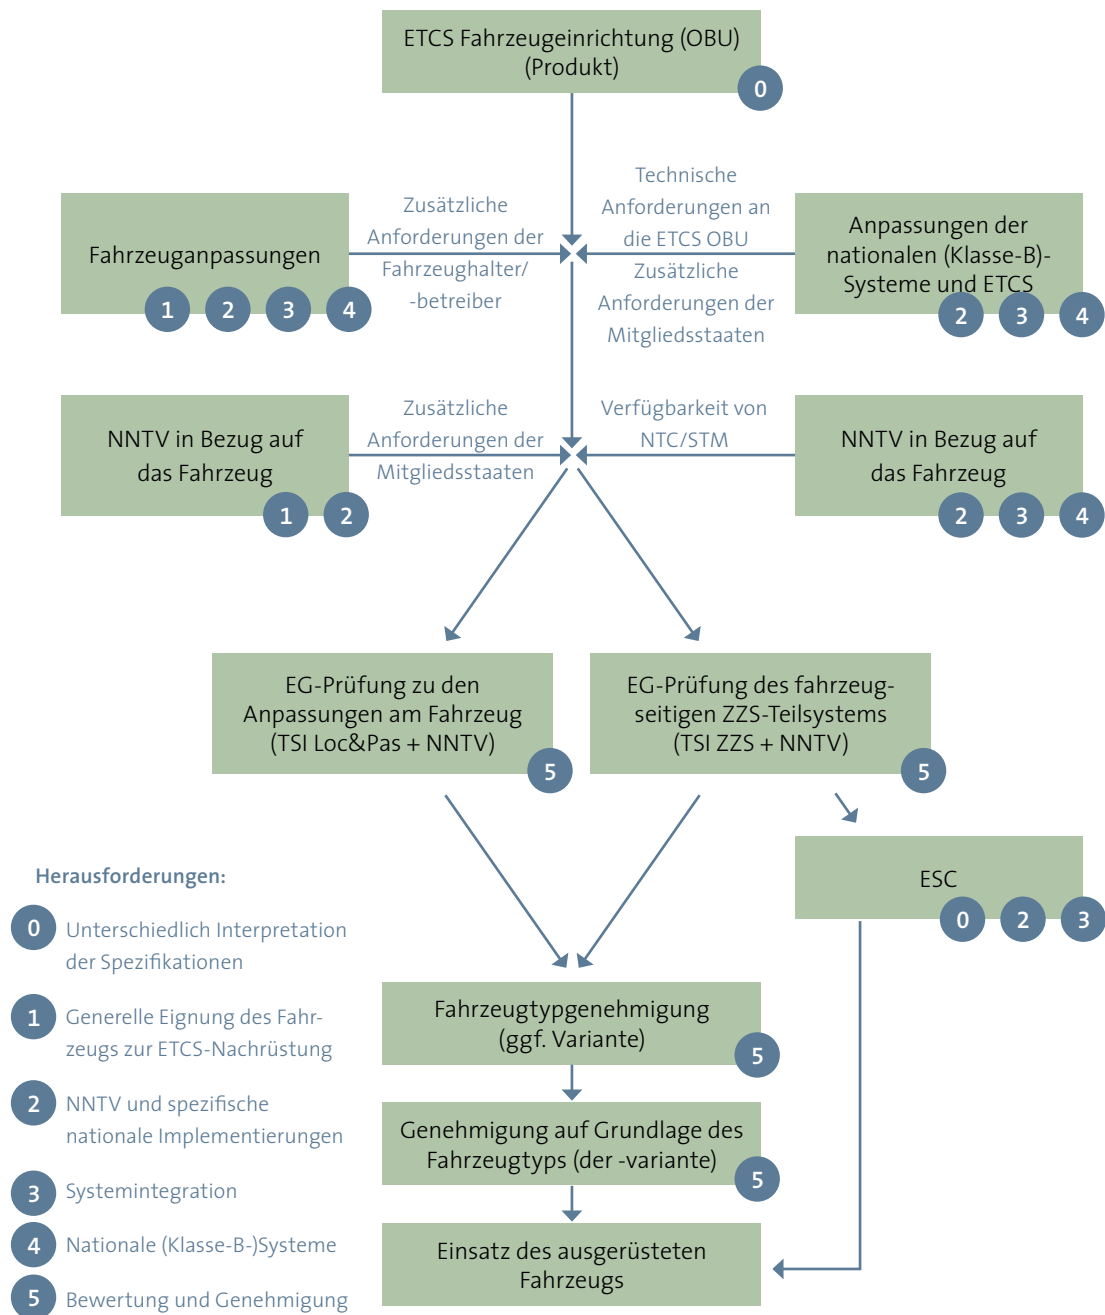 ETCS Fahrzeugeinrichtung (OBU)
(Produkt)
0
Fahrzeuganpassungen
1 2 3 4
Zusätzliche
Anforderungen der
Fahrzeughalter/
-betreiber
Technische
Anforderungen an
die ETCS OBU
Zusätzliche
Anforderungen der
Mitgliedsstaaten
Anpassungen der
nationalen (Klasse-B)-
Systeme und ETCS
2 3 4
NNTV in Bezug auf
das Fahrzeug
1 2
Zusätzliche
Anforderungen der
Mitgliedsstaaten
Verfügbarkeit von
NTC/STM
NNTV in Bezug auf
das Fahrzeug
2 3 4
EG-Prüfung zu den
Anpassungen am Fahrzeug
(TSI Loc&Pas + NNTV)
5
EG-Prüfung des fahrzeug-
seitigen ZZS-Teilsystems
(TSI ZZS + NNTV)
5
ESC
0 2 3
Fahrzeugtypgenehmigung
(ggf. Variante)
5
Genehmigung auf Grundlage des
Fahrzeugtyps (der -variante)
5
Einsatz des ausgerüsteten
Fahrzeugs
Herausforderungen:
0 Unterschiedlich Interpretation
der Spezifikationen
1 Generelle Eignung des Fahr-
zeugs zur ETCS-Nachrüstung
2 NNTV und spezifische
nationale Implementierungen
3 Systemintegration
4 Nationale (Klasse-B-)Systeme
5 Bewertung und Genehmigung